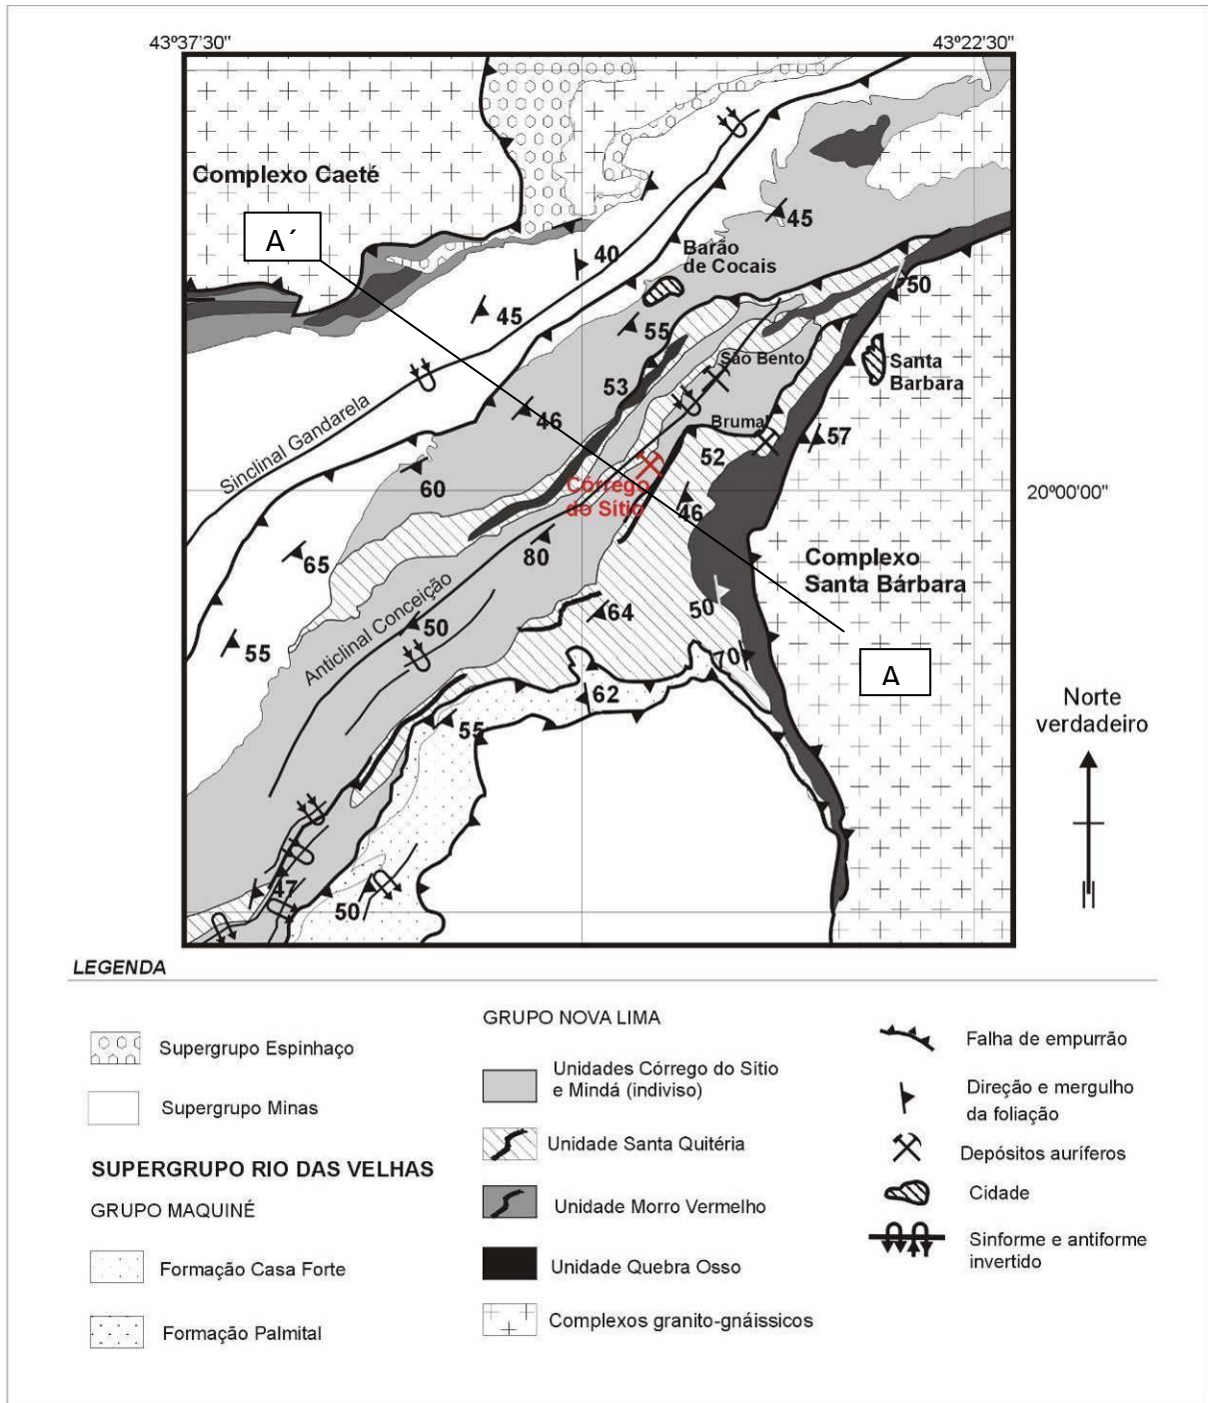 43º37'30"
43º22'30"
Complexo Caeté
A´
45
40
Barão
de Cocais
50
45
55
São Bento
Santa
Barbara
53
46
Brumal
57
52
Sinclinal Gandarela
60
Córrego
do Sítio
46
20º00'00"
80
65
Complexo
Santa Bárbara
Anticlinal Conceição
50
50
64
55
70
A
62
55
Norte
verdadeiro
47
50
LEGENDA
Supergrupo Espinhaço
Supergrupo Minas
SUPERGRUPO RIO DAS VELHAS
GRUPO MAQUINÉ
Formação Casa Forte
Formação Palmital
GRUPO NOVA LIMA
Unidades Córrego do Sítio
e Mindá (indiviso)
Unidade Santa Quitéria
Unidade Morro Vermelho
Unidade Quebra Osso
Complexos granito-gnáissicos
Falha de empurrão
Direção e mergulho
da foliação
Depósitos auríferos
Cidade
Sinforme e antiforme
invertido